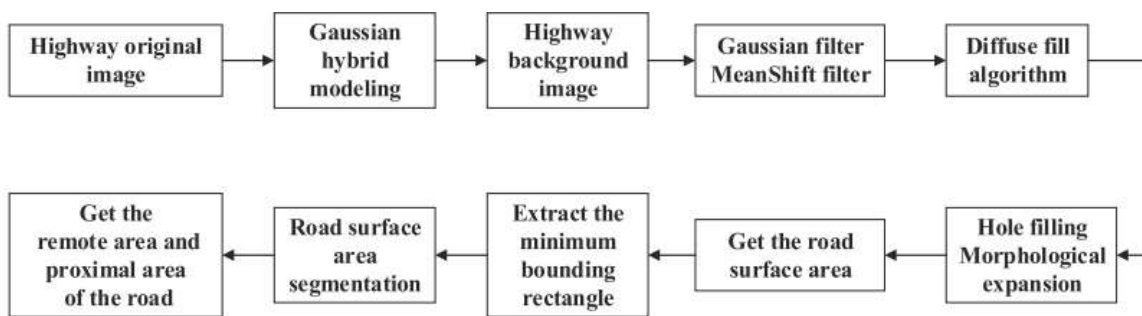 Highway original
image
Gaussian
hybrid
modeling
Highway
background
image
Gaussian filter
MeanShift filter
Diffuse fill
algorithm
Hole filling
Morphological
expansion
Get the road
surface area
Extract the
minimum
bounding
rectangle
Road surface
area
segmentation
Get the
remote area and
proximal area
of the road